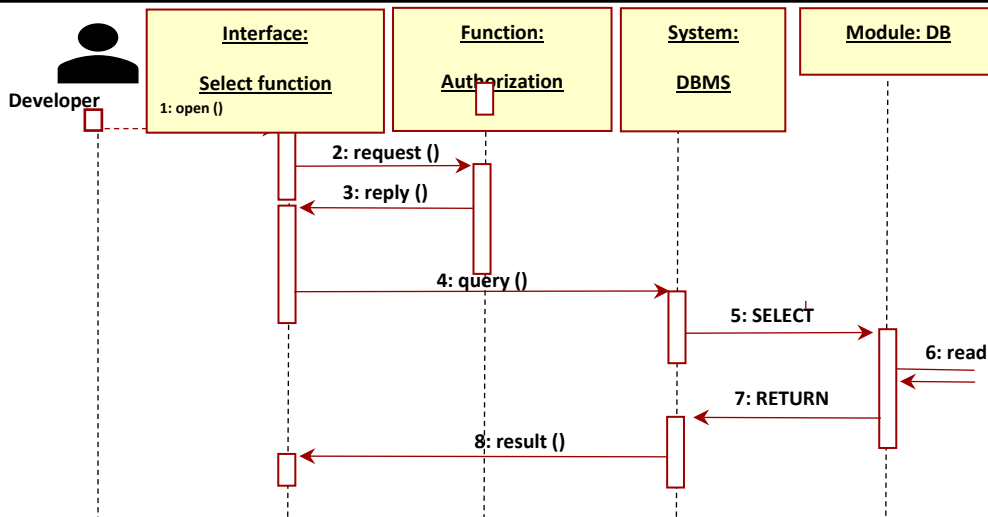 Interface:
Select function
Function:
Authorization
System:
DBMS
Module: DB
Developer
1: open ()
2: request ()
3: reply ()
4: query ()
5: SELECT
6: read
7: RETURN
8: result ()